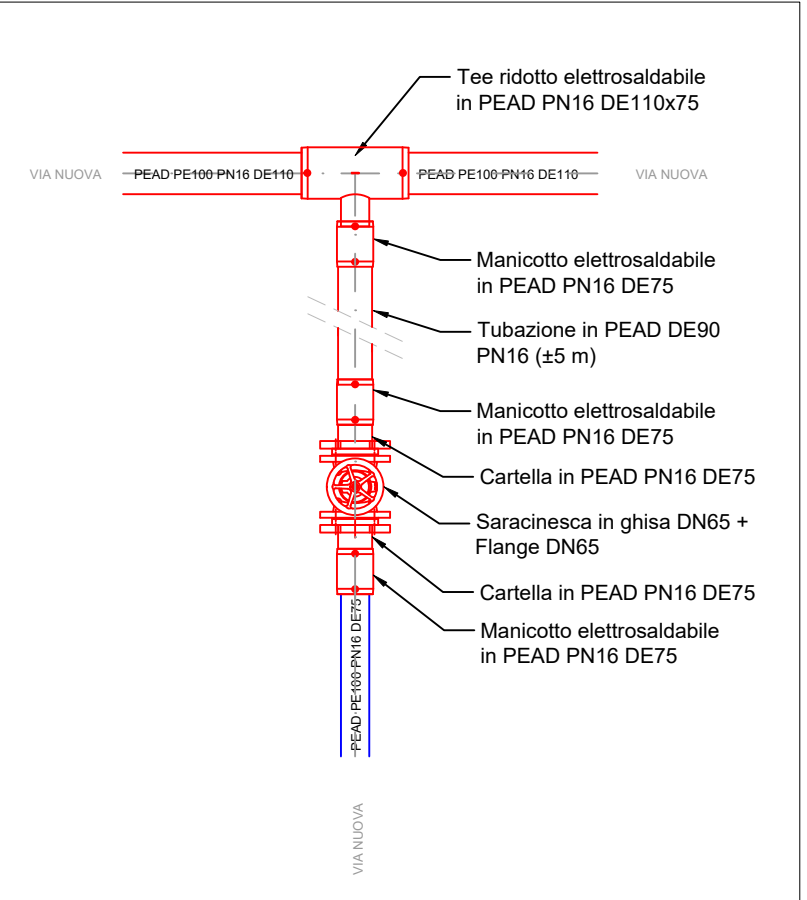 Tee ridotto elettrosaldabile
in PEAD PN16 DE110x75
VIA NUOVA
PEAD PE100 PN16 DE110
PEAD PE100 PN16 DE110
VIA NUOVA
Manicotto elettrosaldabile
in PEAD PN16 DE75
Tubazione in PEAD DE90
PN16 (±5 m)
Manicotto elettrosaldabile
in PEAD PN16 DE75
Cartella in PEAD PN16 DE75
Saracinesca in ghisa DN65 +
Flange DN65
Cartella in PEAD PN16 DE75
Manicotto elettrosaldabile
in PEAD PN16 DE75
PEAD PE100 PN16 DE75
VIA NUOVA